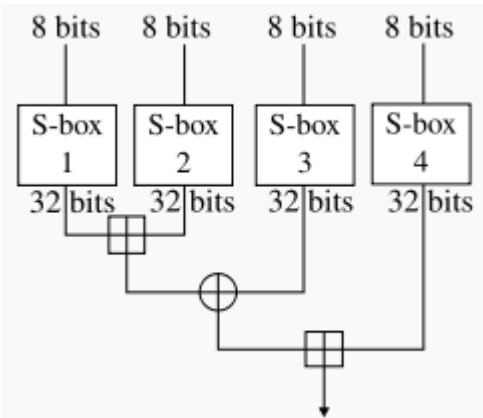 8 bits 8 bits 8 bits 8 bits
S-box S-box S-box S-box
1 2 3 4
32 bits 32 bits 32 bits 32 bits